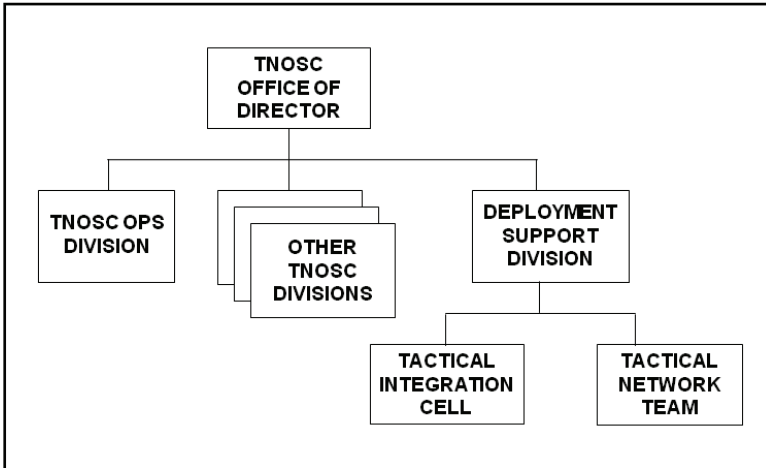 TNOSC
OFFICE OF
DIRECTOR
TNOSC OPS
DIVISION
OTHER
TNOSC
DIVISIONS
DEPLOYMENT
SUPPORT
DIVISION
TACTICAL
INTEGRATION
CELL
TACTICAL
NETWORK
TEAM